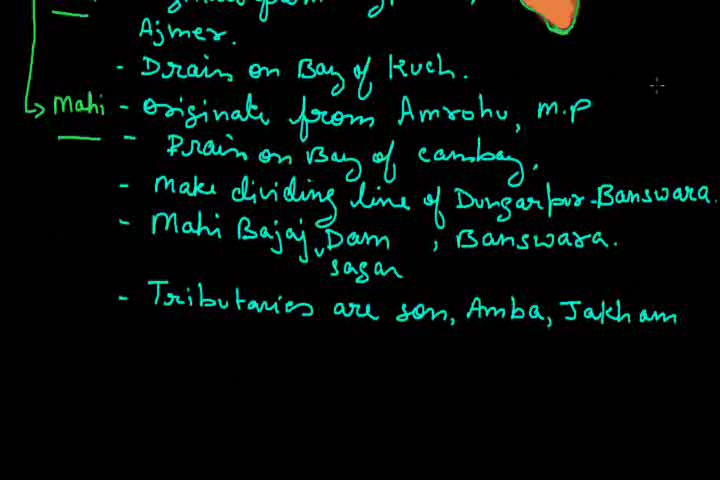 Ajmer.
- Drain on Bay of Kuch.
Mahi - Originate from Amrohu, M.P
- Drain on Bay of cambay.
- Make dividing line of Dungarpur-Banswara.
- Mahi Bajaj, Dam , Banswara.
sagar
- Tributaries are son, Amba, Jakham